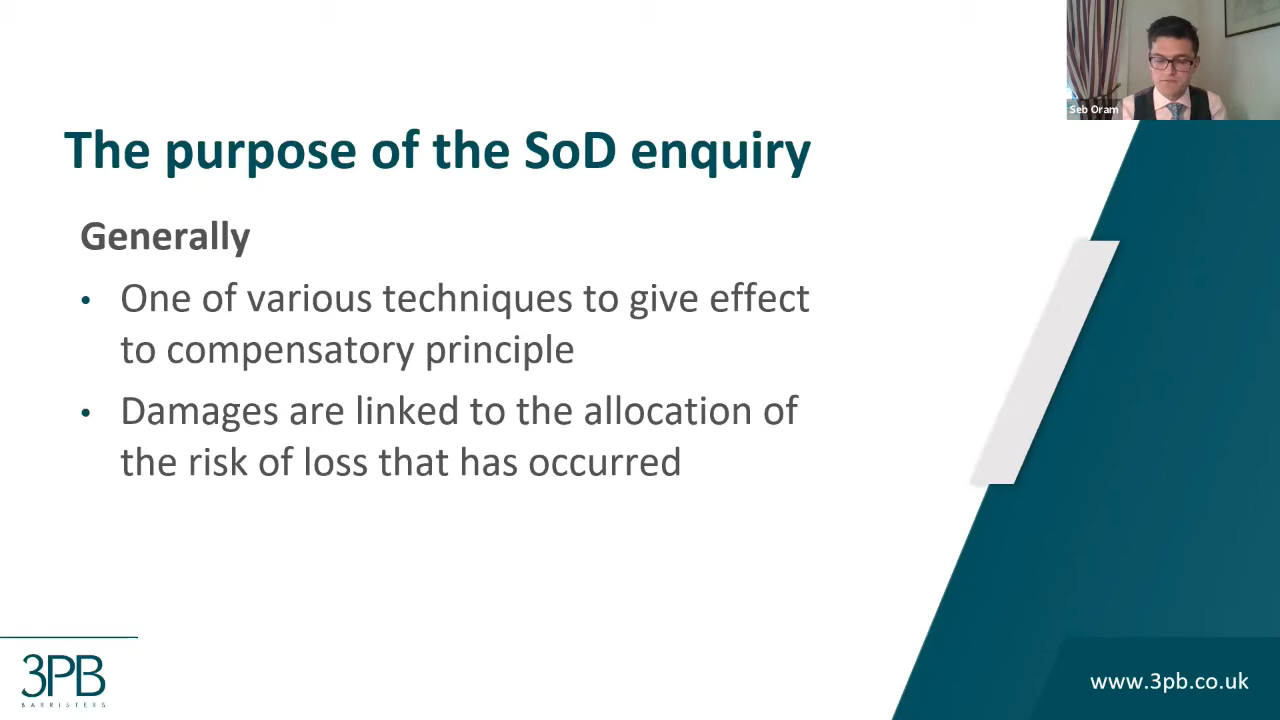 Seb Oram
The purpose of the SoD enquiry
Generally
• One of various techniques to give effect
to compensatory principle
• Damages are linked to the allocation of
the risk of loss that has occurred
3PB
BARRISTERS
www.3pb.co.uk